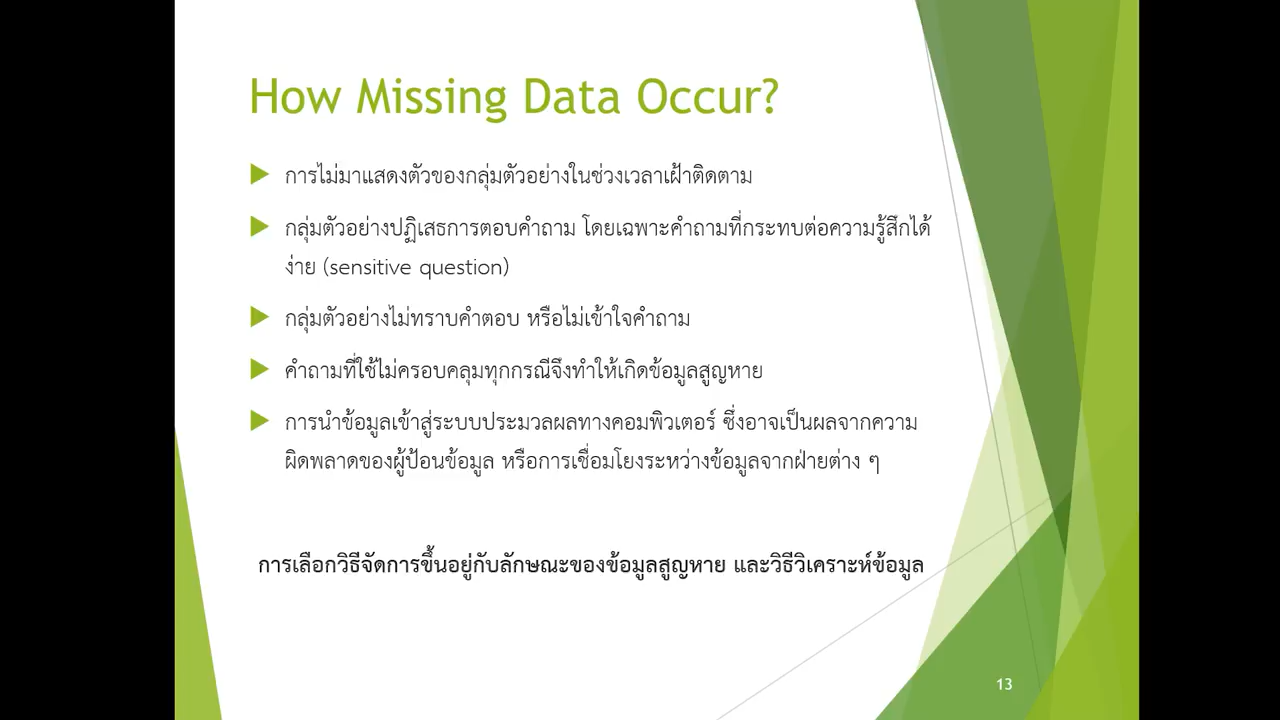 How Missing Data Occur?
การไม่มาแสดงตัวของกลุ่มตัวอย่างในช่วงเวลาเฝ้าติดตาม
กลุ่มตัวอย่างปฏิเสธการตอบคำถาม โดยเฉพาะคำถามที่กระทบต่อความรู้สึกได้
ง่าย (sensitive question)
กลุ่มตัวอย่างไม่ทราบคำตอบ หรือไม่เข้าใจคำถาม
คำถามที่ใช้ไม่ครอบคลุมทุกกรณีจึงทำให้เกิดข้อมูลสูญหาย
การนำข้อมูลเข้าสู่ระบบประมวลผลทางคอมพิวเตอร์ ซึ่งอาจเป็นผลจากความ
ผิดพลาดของผู้ป้อนข้อมูล หรือการเชื่อมโยงระหว่างข้อมูลจากฝ่ายต่าง ๆ
การเลือกวิธีจัดการขึ้นอยู่กับลักษณะของข้อมูลสูญหาย และวิธีวิเคราะห์ข้อมูล
13